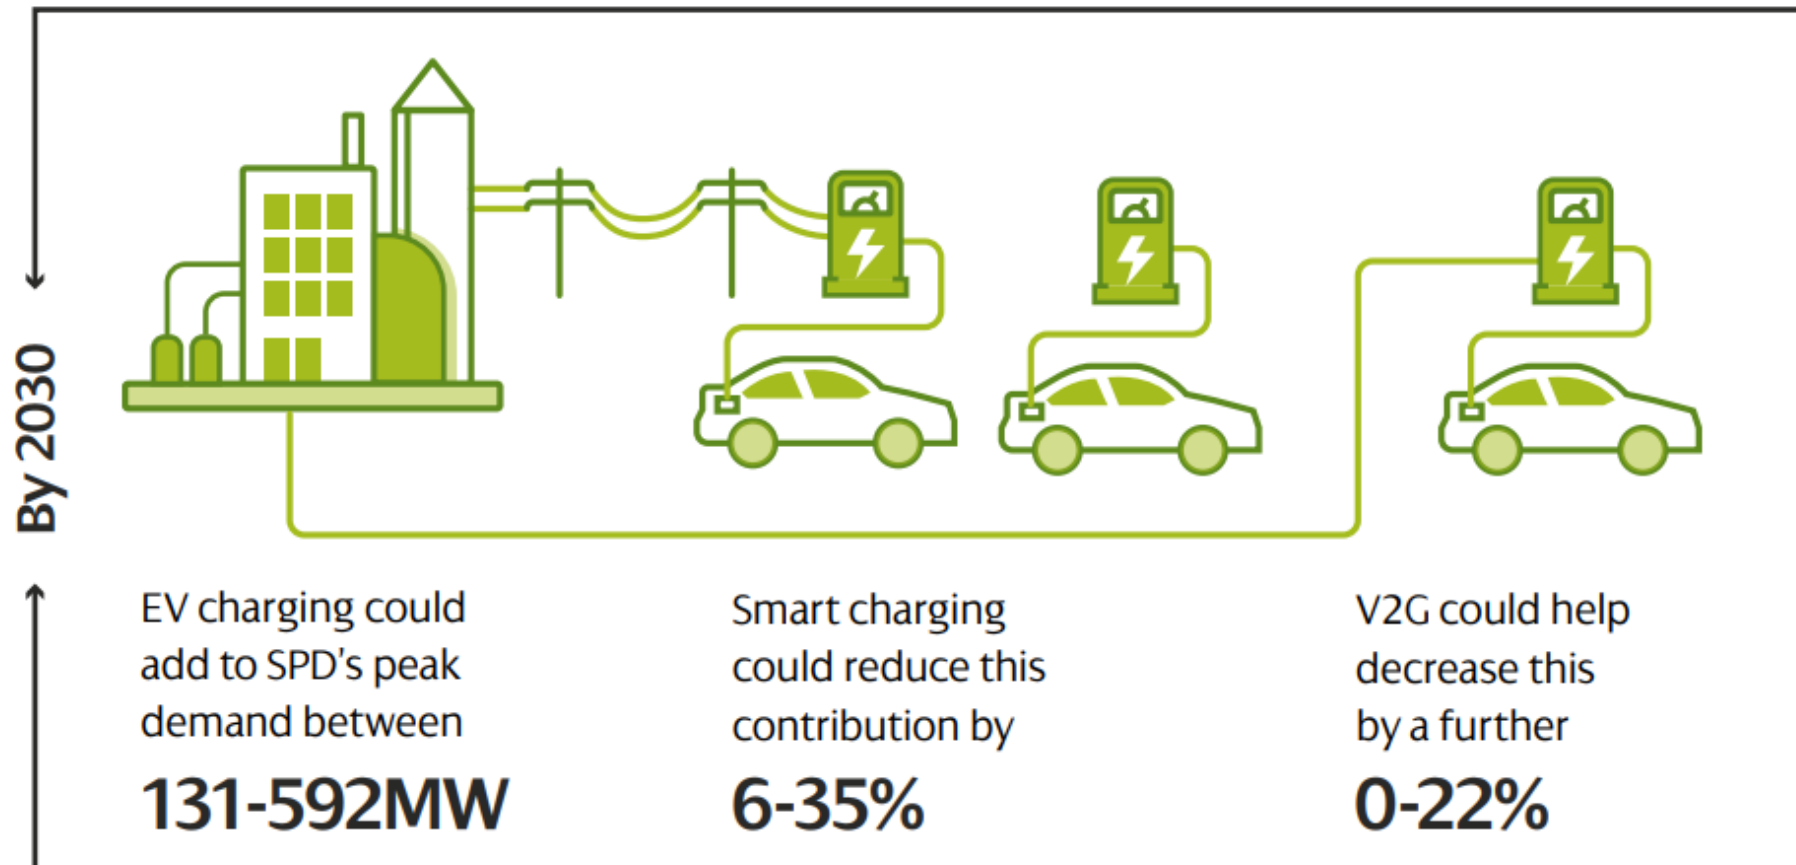 By 2030
EV charging could
add to SPD's peak
demand between
131-592MW
Smart charging
could reduce this
contribution by
6-35%
V2G could help
decrease this
by a further
0-22%